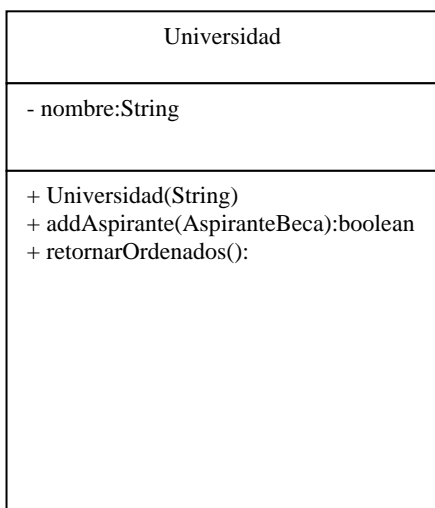 Universidad
- nombre:String
+ Universidad(String)
+ addAspirante(AspiranteBeca):boolean
+ retornarOrdenados():